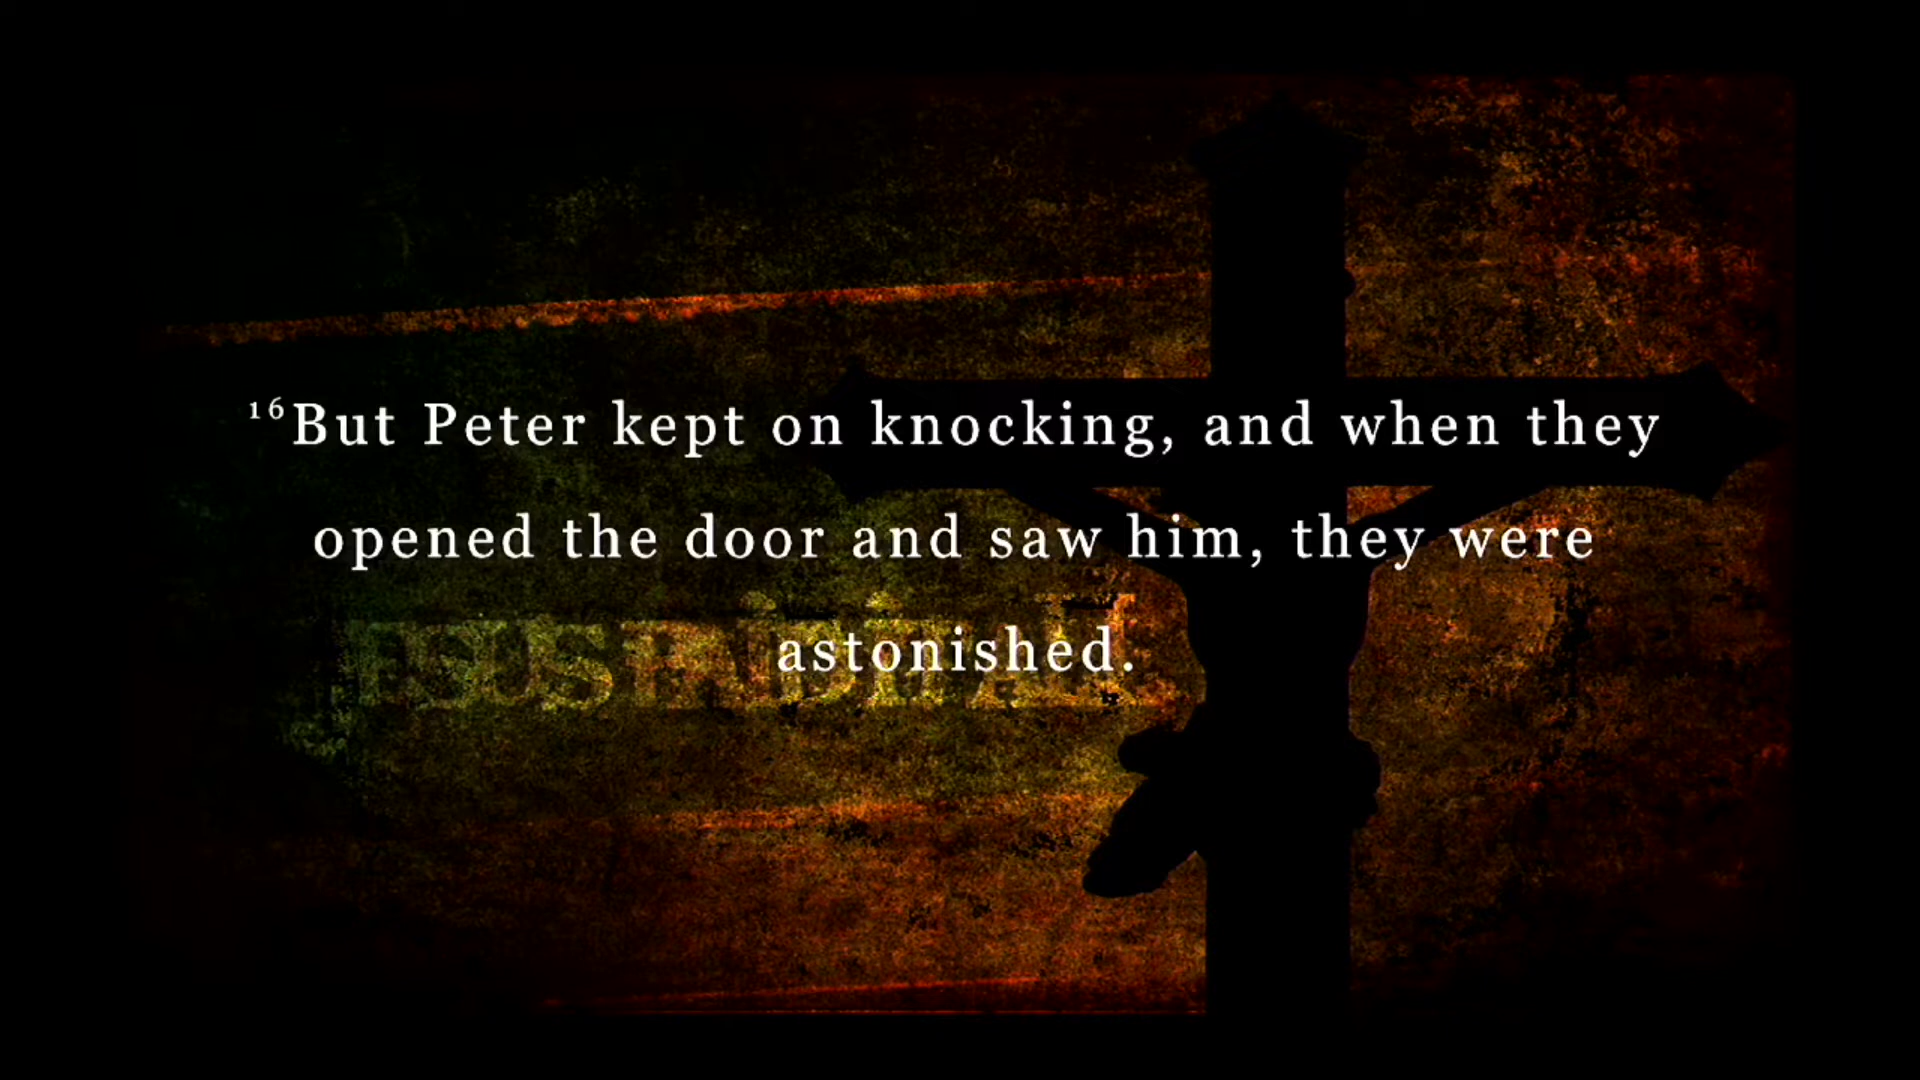 ¹⁶But Peter kept on knocking, and when they
opened the door and saw him, they were
astonished.